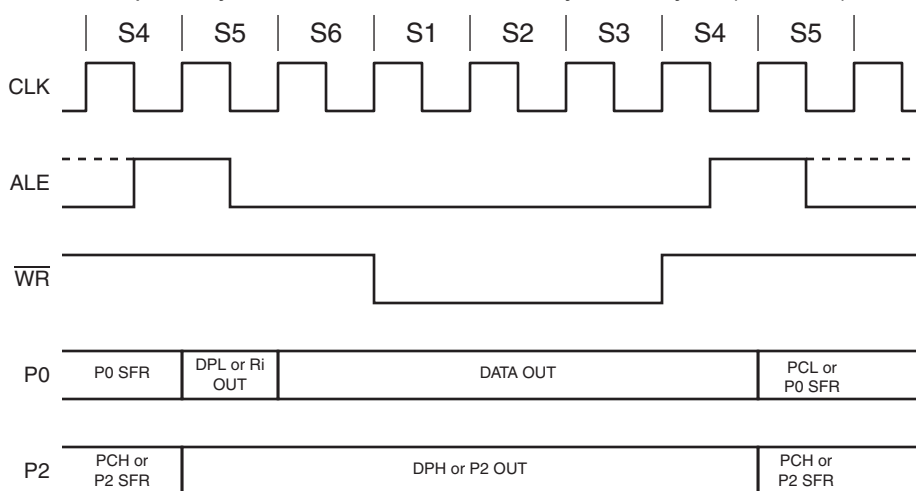 S4 S5 S6 S1 S2 S3 S4 S5
CLK
ALE
WR
P0 P0 SFR DPL or Ri OUT DATA OUT PCL or P0 SFR
P2 PCH or P2 SFR DPH or P2 OUT PCH or P2 SFR